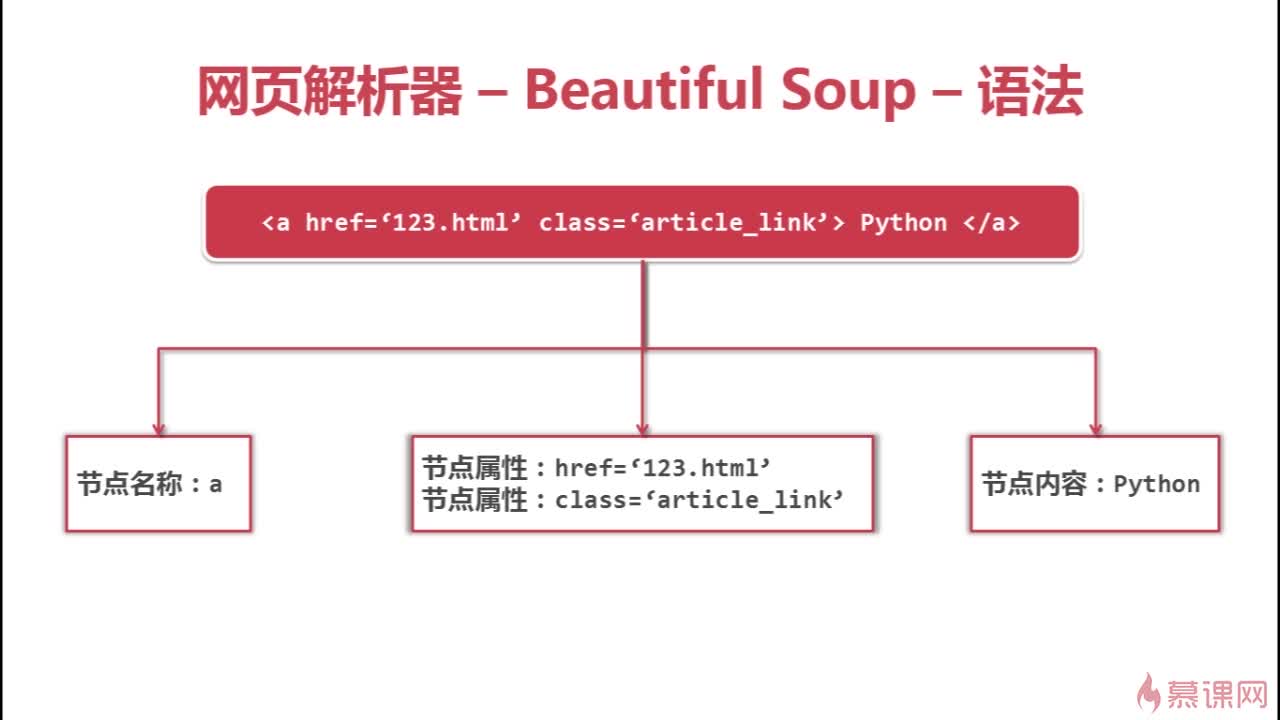 网页解析器 – Beautiful Soup – 语法
<a href=‘123.html’ class=‘article_link’> Python </a>
节点名称：a
节点属性：href=‘123.html’
节点属性：class=‘article_link’
节点内容：Python
慕课网